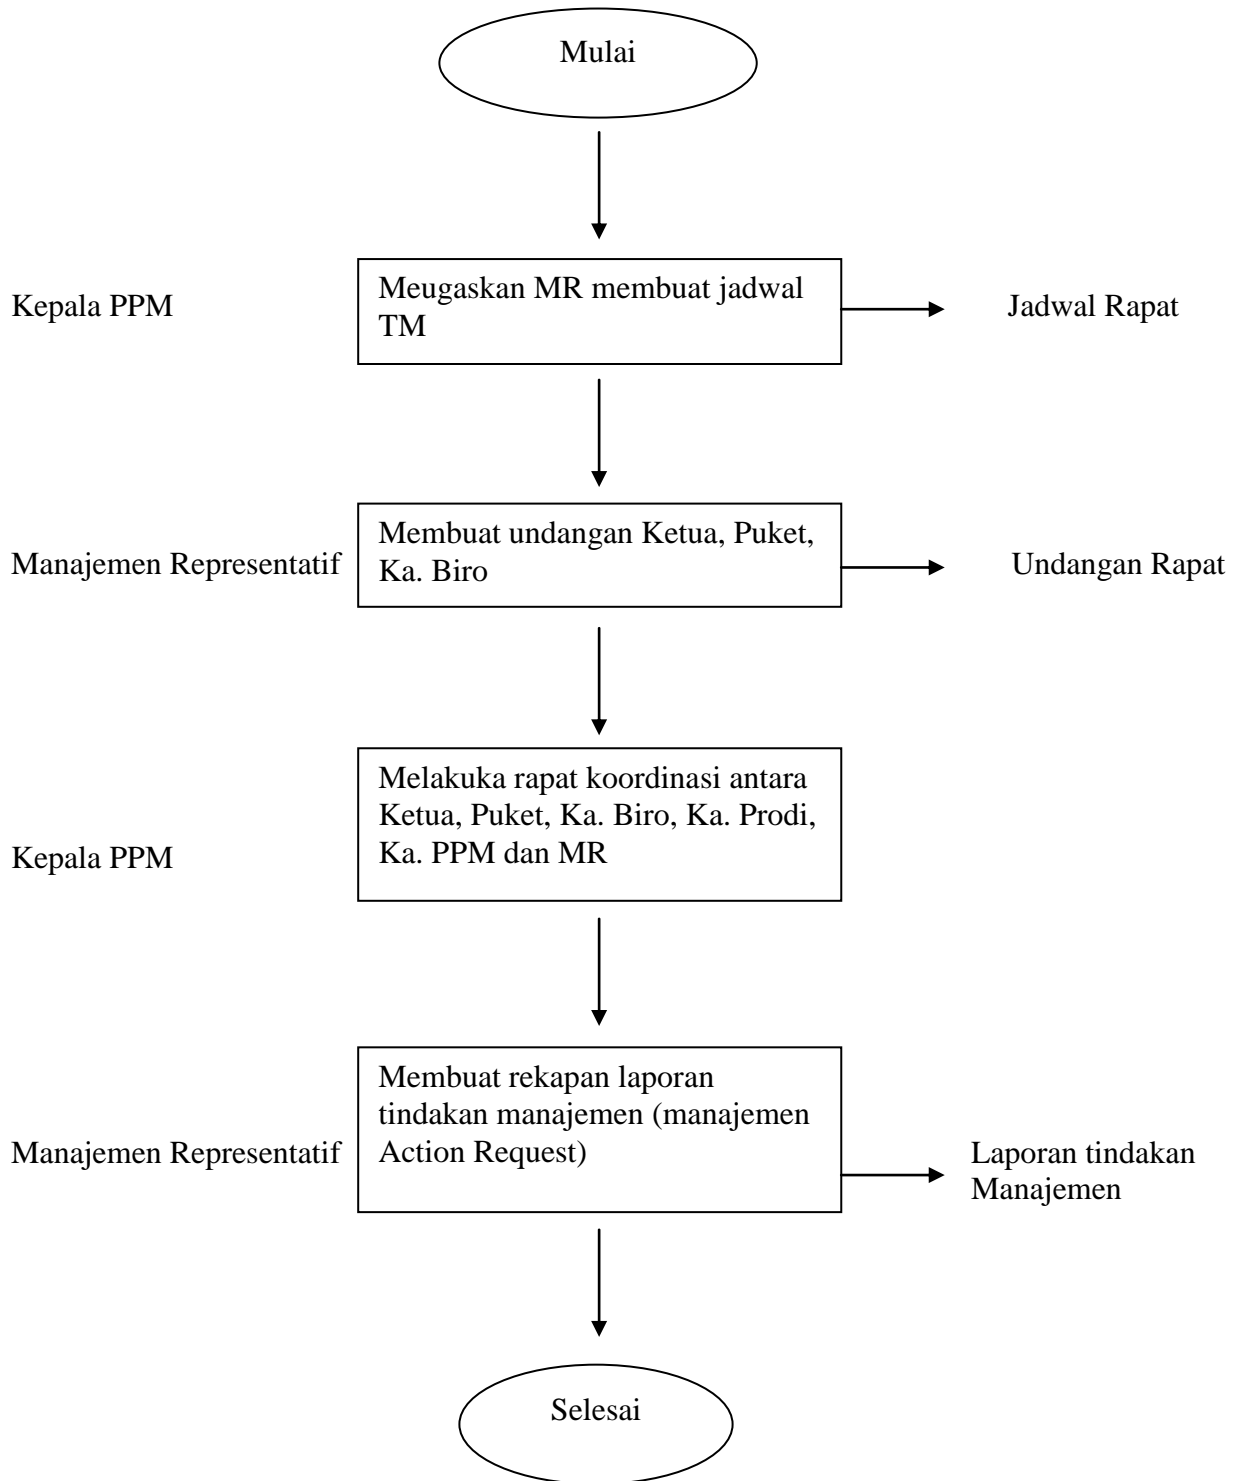 Mulai
Kepala PPM
Meugaskan MR membuat jadwal
TM
Jadwal Rapat
Manajemen Representatif
Membuat undangan Ketua, Puket,
Ka. Biro
Undangan Rapat
Kepala PPM
Melakuka rapat koordinasi antara
Ketua, Puket, Ka. Biro, Ka. Prodi,
Ka. PPM dan MR
Manajemen Representatif
Membuat rekapan laporan
tindakan manajemen (manajemen
Action Request)
Laporan tindakan
Manajemen
Selesai